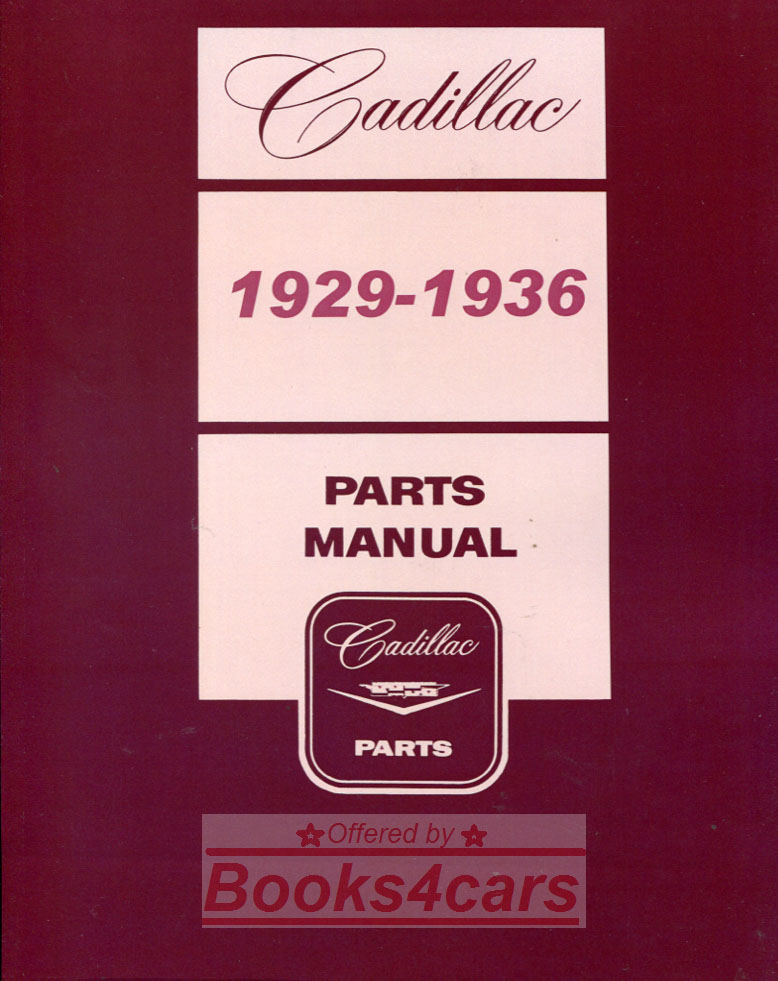 Cadillac
1929-1936
PARTS
MANUAL
Cadillac
PARTS
Offered by
Books4cars